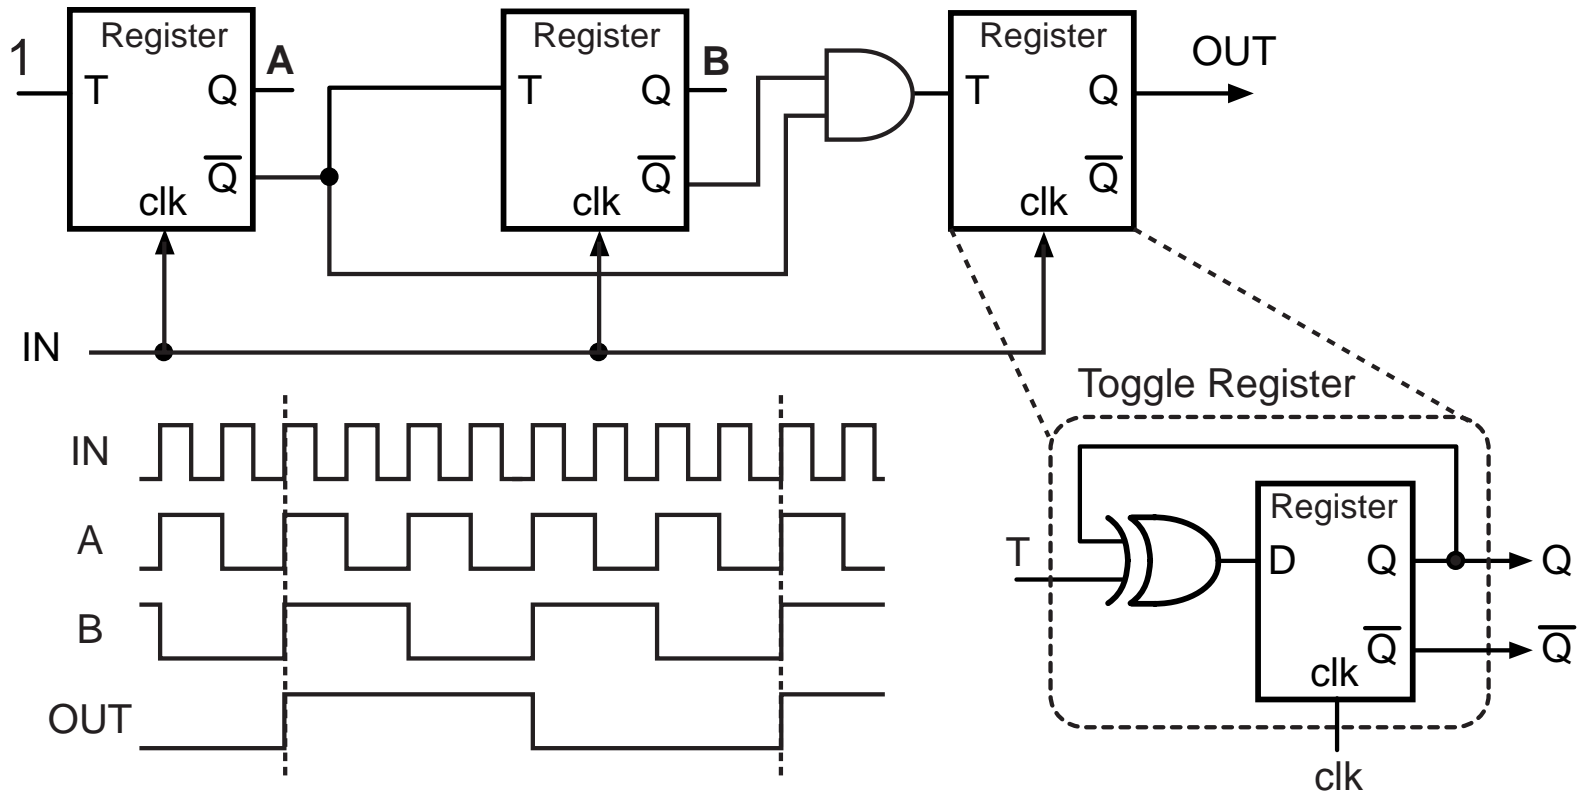 Register
Register
Register
1
A
B
OUT
T
Q
T
Q
T
Q
Q̅
Q̅
Q̅
clk
clk
clk
IN
Toggle Register
IN
Register
A
T
D
Q
Q
B
Q̅
Q̅
clk
OUT
clk